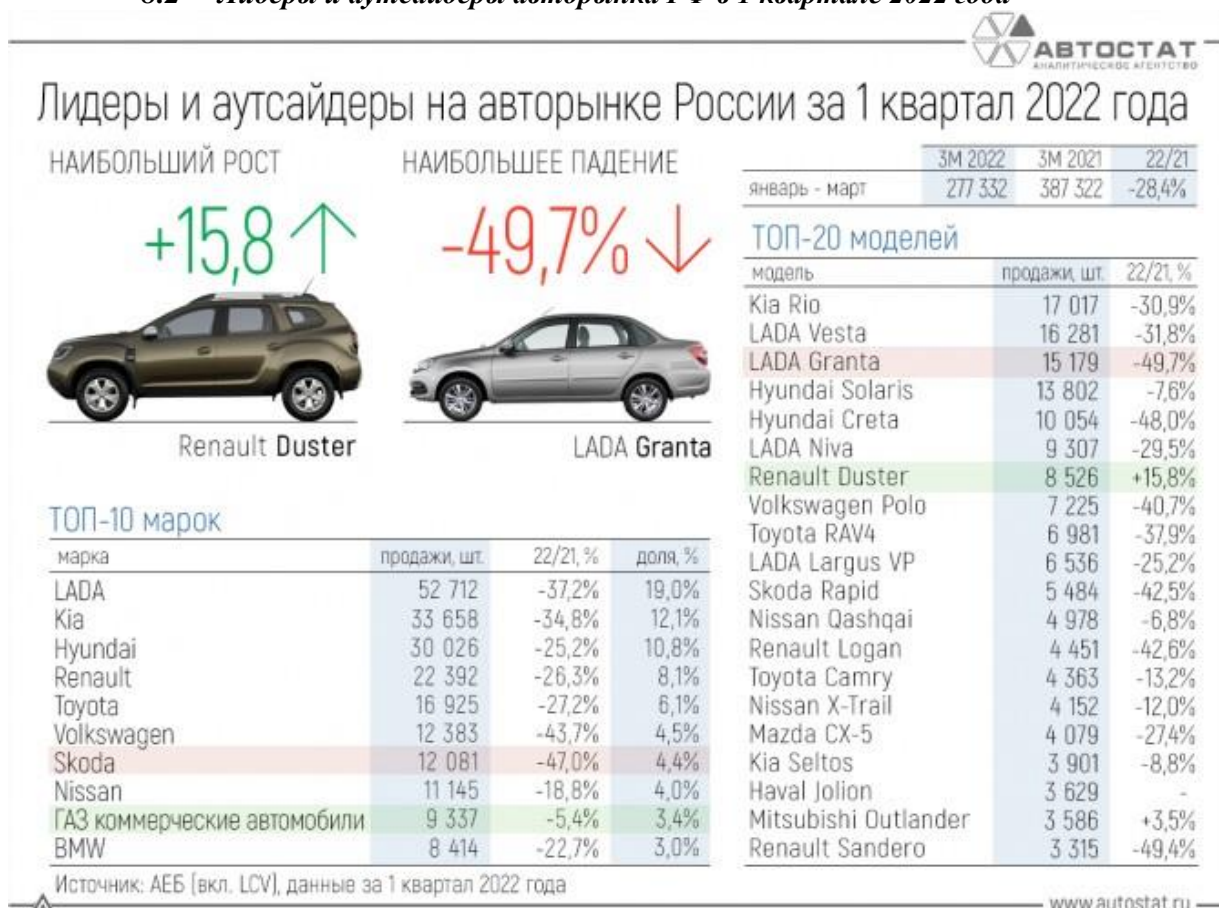 6.2 Лидеры и аутсайдеры авторынка РФ в 1 квартале 2022 года
АВТОСТАТ
АНАЛИТИЧЕСКОЕ АГЕНТСТВО
Лидеры и аутсайдеры на авторынке России за 1 квартал 2022 года
НАИБОЛЬШИЙ РОСТ
+15,8
Renault Duster
НАИБОЛЬШЕЕ ПАДЕНИЕ
-49,7%
LADA Granta
3М 2022 3М 2021 22/21
январь - март 277 332 387 322 -28,4%
ТОП-10 марок
марка продажи, шт. 22/21, % доля, %
LADA 52 712 -37,2% 19,0%
Kia 33 658 -34,8% 12,1%
Hyundai 30 026 -25,2% 10,8%
Renault 22 392 -26,3% 8,1%
Toyota 16 925 -27,2% 6,1%
Volkswagen 12 383 -43,7% 4,5%
Skoda 12 081 -47,0% 4,4%
Nissan 11 145 -18,8% 4,0%
ГАЗ коммерческие автомобили 9 337 -5,4% 3,4%
BMW 8 414 -22,7% 3,0%
ТОП-20 моделей
модель продажи, шт. 22/21, %
Kia Rio 17 017 -30,9%
LADA Vesta 16 281 -31,8%
LADA Granta 15 179 -49,7%
Hyundai Solaris 13 802 -7,6%
Hyundai Creta 10 054 -48,0%
LADA Niva 9 307 -29,5%
Renault Duster 8 526 +15,8%
Volkswagen Polo 7 225 -40,7%
Toyota RAV4 6 981 -37,9%
LADA Largus VP 6 536 -25,2%
Skoda Rapid 5 484 -42,5%
Nissan Qashqai 4 978 -6,8%
Renault Logan 4 451 -42,6%
Toyota Camry 4 363 -13,2%
Nissan X-Trail 4 152 -12,0%
Mazda CX-5 4 079 -27,4%
Kia Seltos 3 901 -8,8%
Haval Jolion 3 629 -
Mitsubishi Outlander 3 586 +3,5%
Renault Sandero 3 315 -49,4%
Источник: АЕБ (вкл. LCV), данные за 1 квартал 2022 года
www.autostat.ru